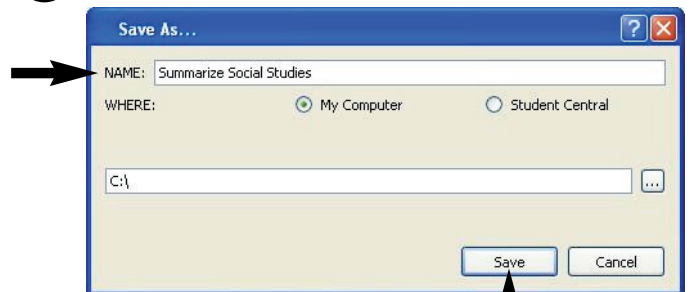 Save As...
NAME: Summarize Social Studies
WHERE: My Computer Student Central
C:\
...
Save Cancel